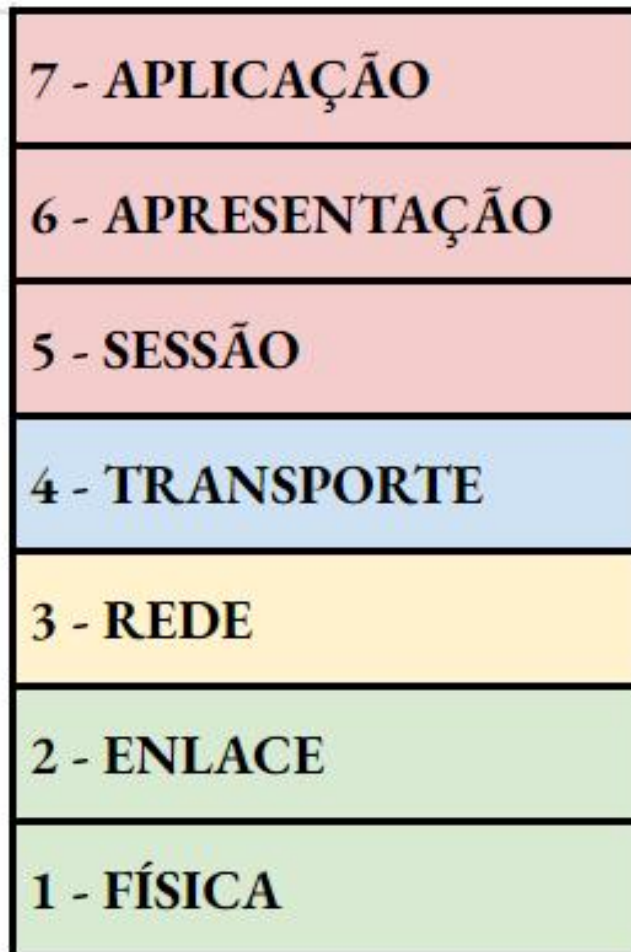 7 - APLICAÇÃO
6 - APRESENTAÇÃO
5 - SESSÃO
4 - TRANSPORTE
3 - REDE
2 - ENLACE
1 - FÍSICA